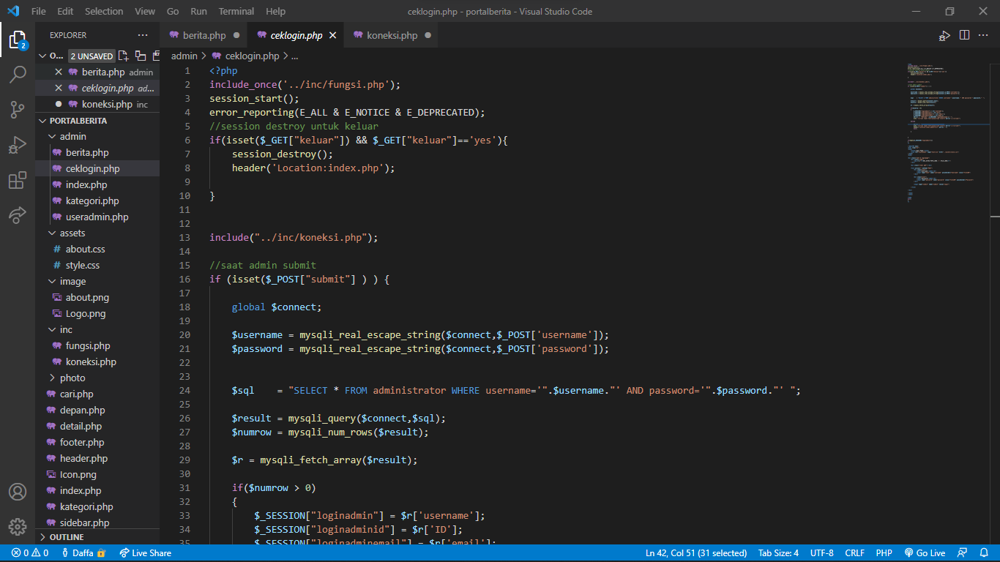 File Edit Selection View Go Run Terminal Help ceklogin.php - portalberita - Visual Studio Code
EXPLORER ···
berita.php ceklogin.php koneksi.php
O... 2 UNSAVED
berita.php admin
ceklogin.php ad...
koneksi.php inc
PORTALBERITA
admin
berita.php
ceklogin.php
index.php
kategori.php
useradmin.php
assets
# about.css
# style.css
image
about.png
Logo.png
inc
fungsi.php
koneksi.php
photo
cari.php
depan.php
detail.php
footer.php
header.php
Icon.png
index.php
kategori.php
sidebar.php
OUTLINE
2
admin > ceklogin.php > ...
1 <?php
2 include_once('../inc/fungsi.php');
3 session_start();
4 error_reporting(E_ALL & E_NOTICE & E_DEPRECATED);
5 //session destroy untuk keluar
6 if(isset($_GET["keluar"]) && $_GET["keluar"]=='yes'){
7 session_destroy();
8 header('Location:index.php');
9
10 }
11
12
13 include("../inc/koneksi.php");
14
15 //saat admin submit
16 if (isset($_POST["submit"] ) ) {
17
18 global $connect;
19
20 $username = mysqli_real_escape_string($connect,$_POST['username']);
21 $password = mysqli_real_escape_string($connect,$_POST['password']);
22
23
24 $sql = "SELECT * FROM administrator WHERE username='".$username."' AND password='".$password."' ";
25
26 $result = mysqli_query($connect,$sql);
27 $numrow = mysqli_num_rows($result);
28
29 $r = mysqli_fetch_array($result);
30
31 if($numrow > 0)
32 {
33 $_SESSION["loginadmin"] = $r['username'];
34 $_SESSION["loginadminid"] = $r['ID'];
35 $_SESSION["loginadminemail"] = $r['email'];
0 0 Daffa Live Share Ln 42, Col 51 (31 selected) Tab Size: 4 UTF-8 CRLF PHP Go Live